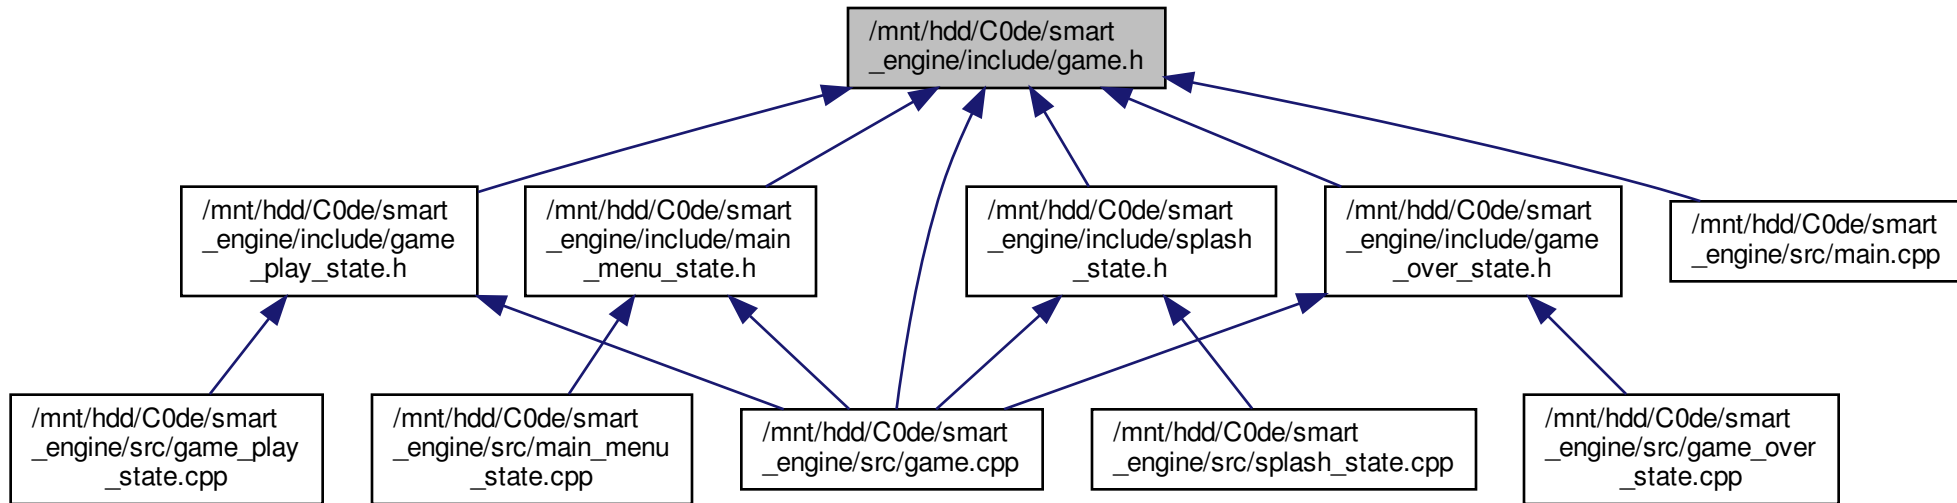 /mnt/hdd/C0de/smart
_engine/include/game.h
/mnt/hdd/C0de/smart
_engine/include/game
_play_state.h
/mnt/hdd/C0de/smart
_engine/include/main
_menu_state.h
/mnt/hdd/C0de/smart
_engine/include/splash
_state.h
/mnt/hdd/C0de/smart
_engine/include/game
_over_state.h
/mnt/hdd/C0de/smart
_engine/src/main.cpp
/mnt/hdd/C0de/smart
_engine/src/game_play
_state.cpp
/mnt/hdd/C0de/smart
_engine/src/main_menu
_state.cpp
/mnt/hdd/C0de/smart
_engine/src/game.cpp
/mnt/hdd/C0de/smart
_engine/src/splash_state.cpp
/mnt/hdd/C0de/smart
_engine/src/game_over
_state.cpp